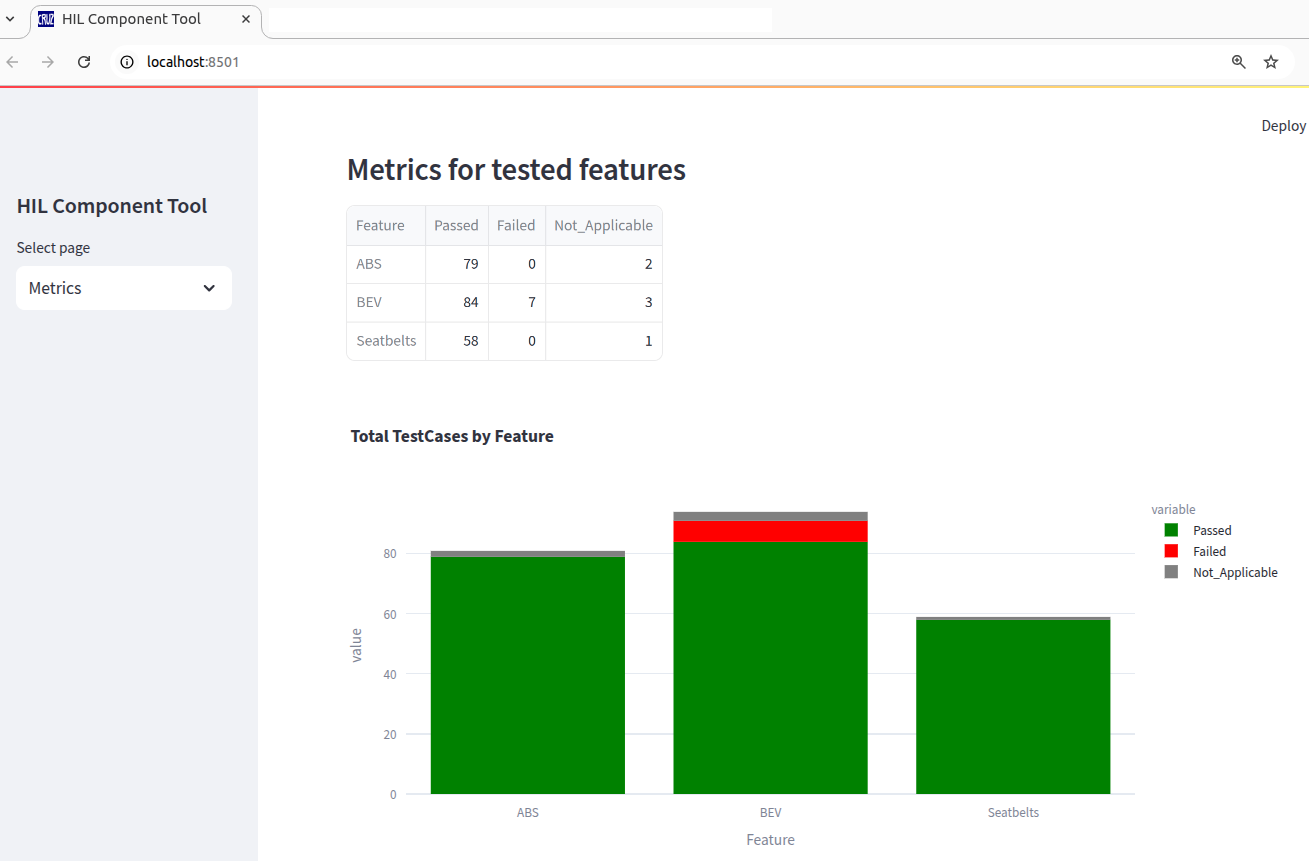 CRUZ HIL Component Tool
localhost:8501
Deploy
HIL Component Tool
Select page
Metrics
Metrics for tested features
Feature Passed Failed Not_Applicable
ABS 79 0 2
BEV 84 7 3
Seatbelts 58 0 1
Total TestCases by Feature
variable
Passed
Failed
Not_Applicable
value
80
60
40
20
0
ABS BEV Seatbelts
Feature